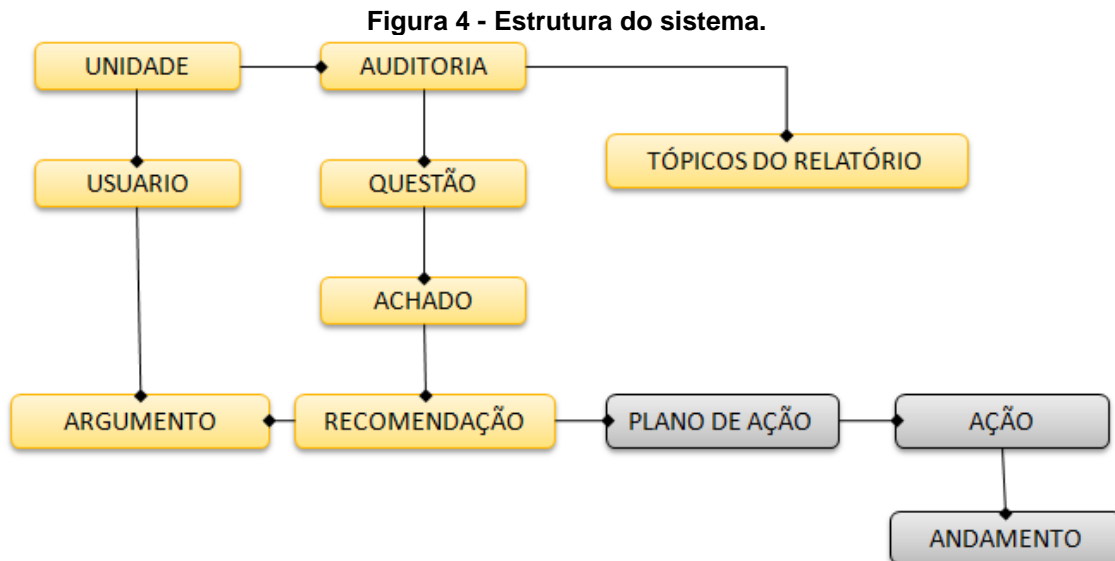 Figura 4 - Estrutura do sistema.
UNIDADE
AUDITORIA
TÓPICOS DO RELATÓRIO
USUARIO
QUESTÃO
ACHADO
ARGUMENTO
RECOMENDAÇÃO
PLANO DE AÇÃO
AÇÃO
ANDAMENTO